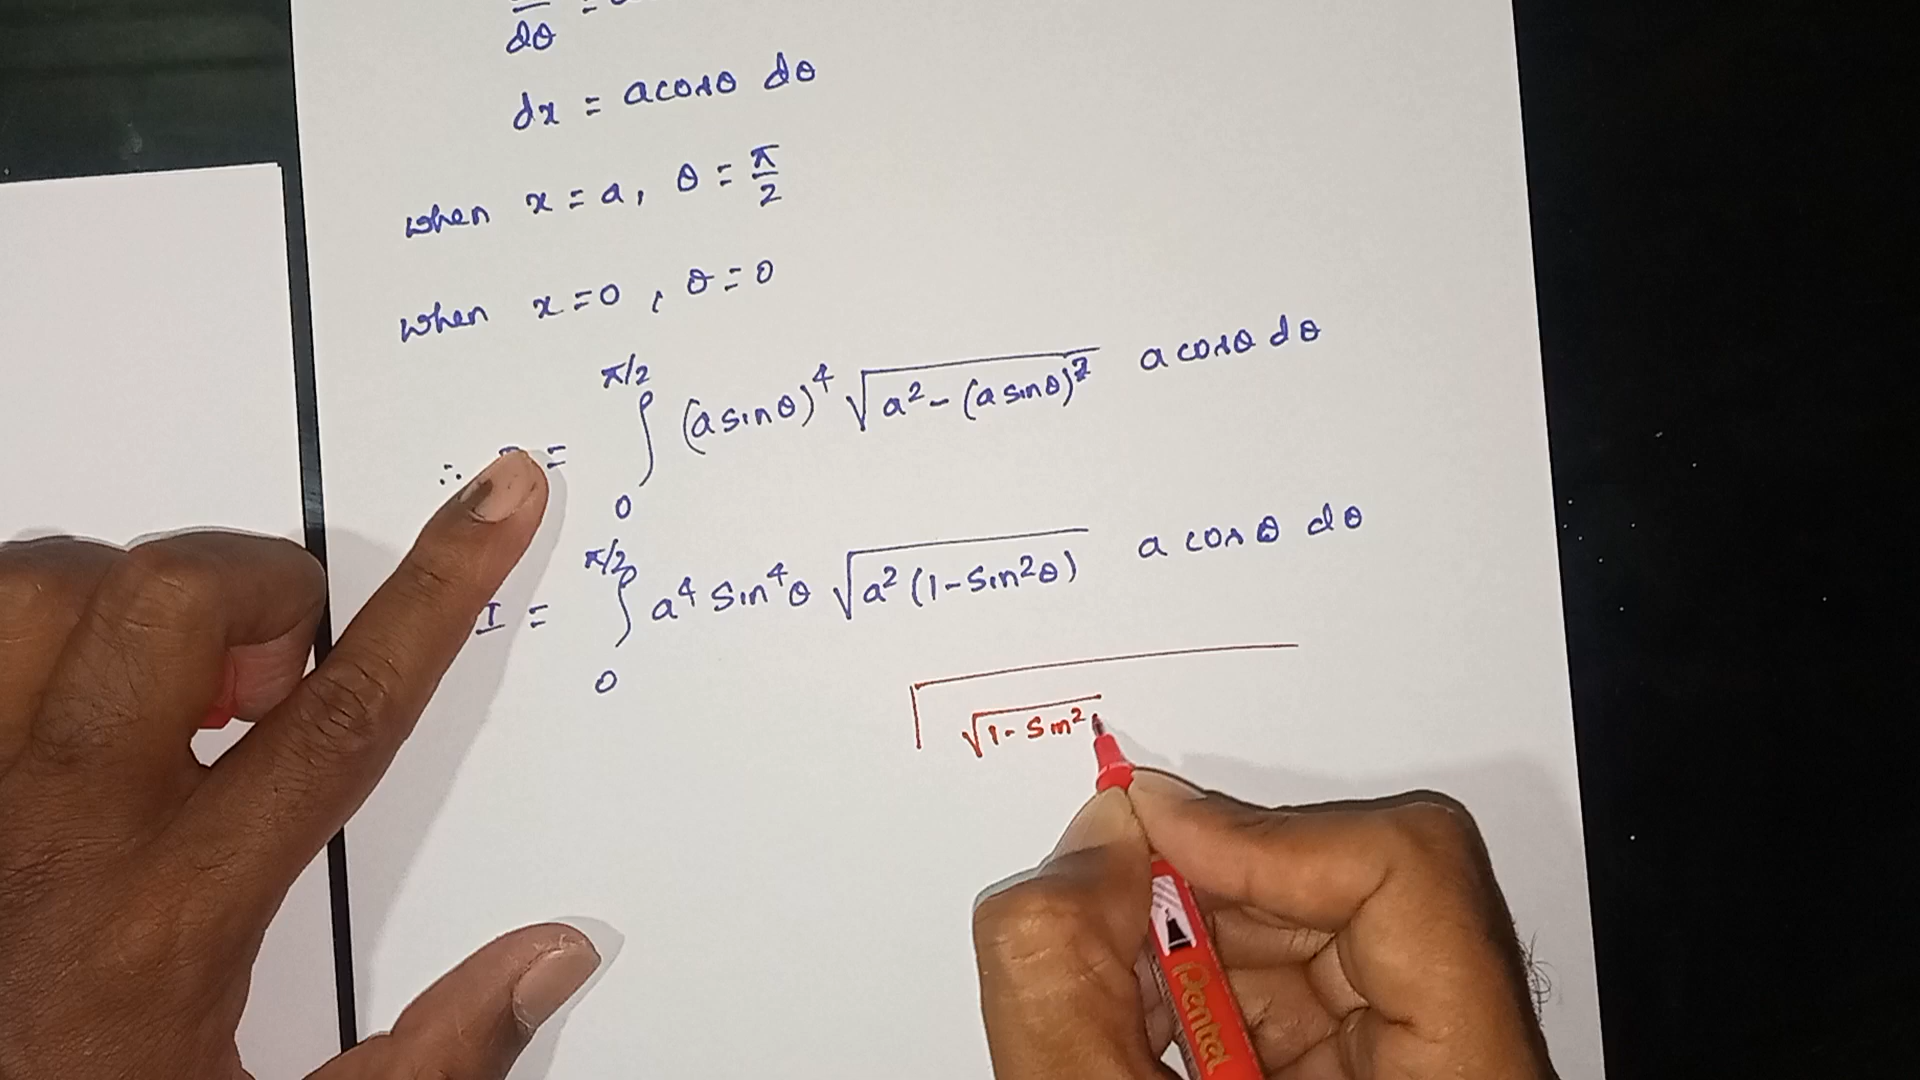 dθ =
dx = a cosθ dθ
when x = a, θ = π/2
when x = 0, θ = 0
∴ = ∫₀^{π/2} (a sinθ)⁴ √(a² - (a sinθ)²) a cosθ dθ
I = ∫₀^{π/2} a⁴ sin⁴θ √(a² (1 - sin²θ)) a cosθ dθ
√(1 - sin²
Pentel